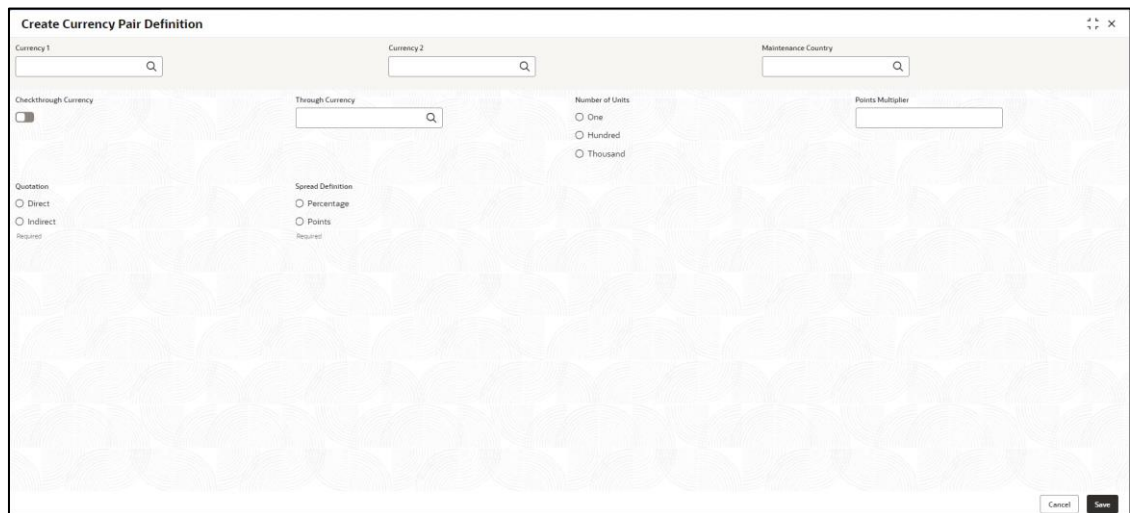 Create Currency Pair Definition
Currency 1 Currency 2 Maintenance Country
Checkthrough Currency Through Currency Number of Units Points Multiplier
One
Hundred
Thousand
Quotation Spread Definition
Direct Percentage
Indirect Points
Required Required
Cancel Save